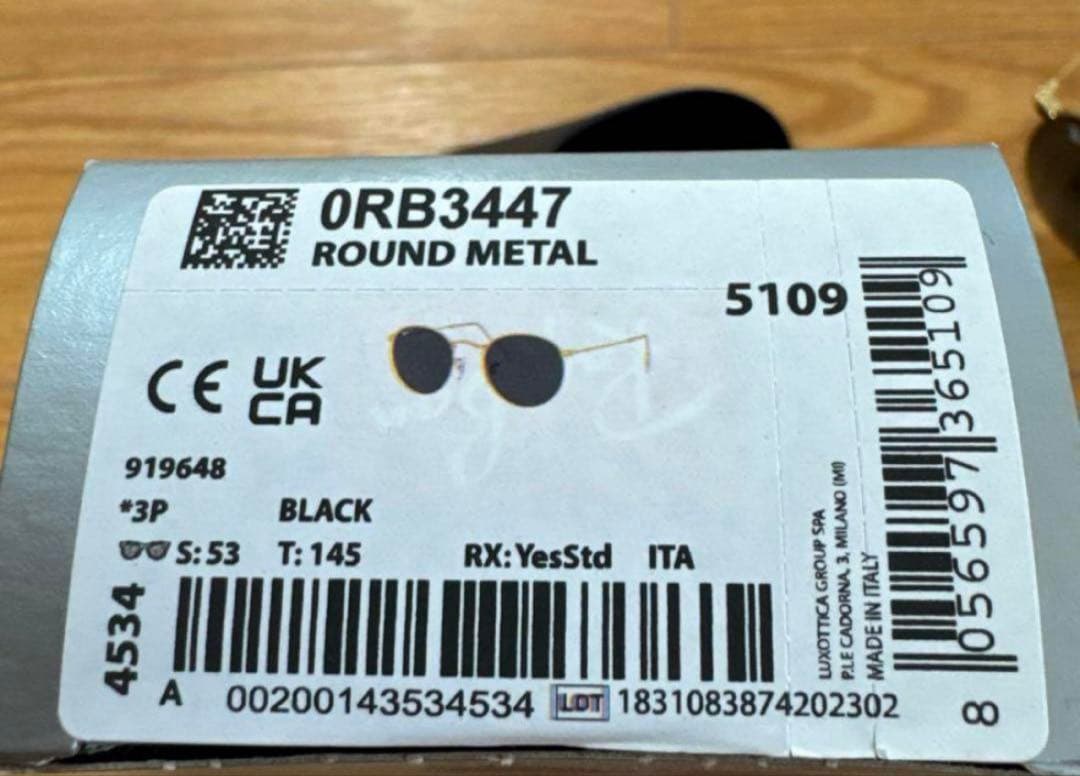 0RB3447
ROUND METAL
5109
CE UK
CA
919648
*3P BLACK
S: 53 T: 145 RX: YesStd ITA
4534
A 00200143534534 LOT 1831083874202302
LUXOTTICA GROUP SPA
P.LE CADORNA, 3, MILANO (MI)
MADE IN ITALY
8 056597 365109